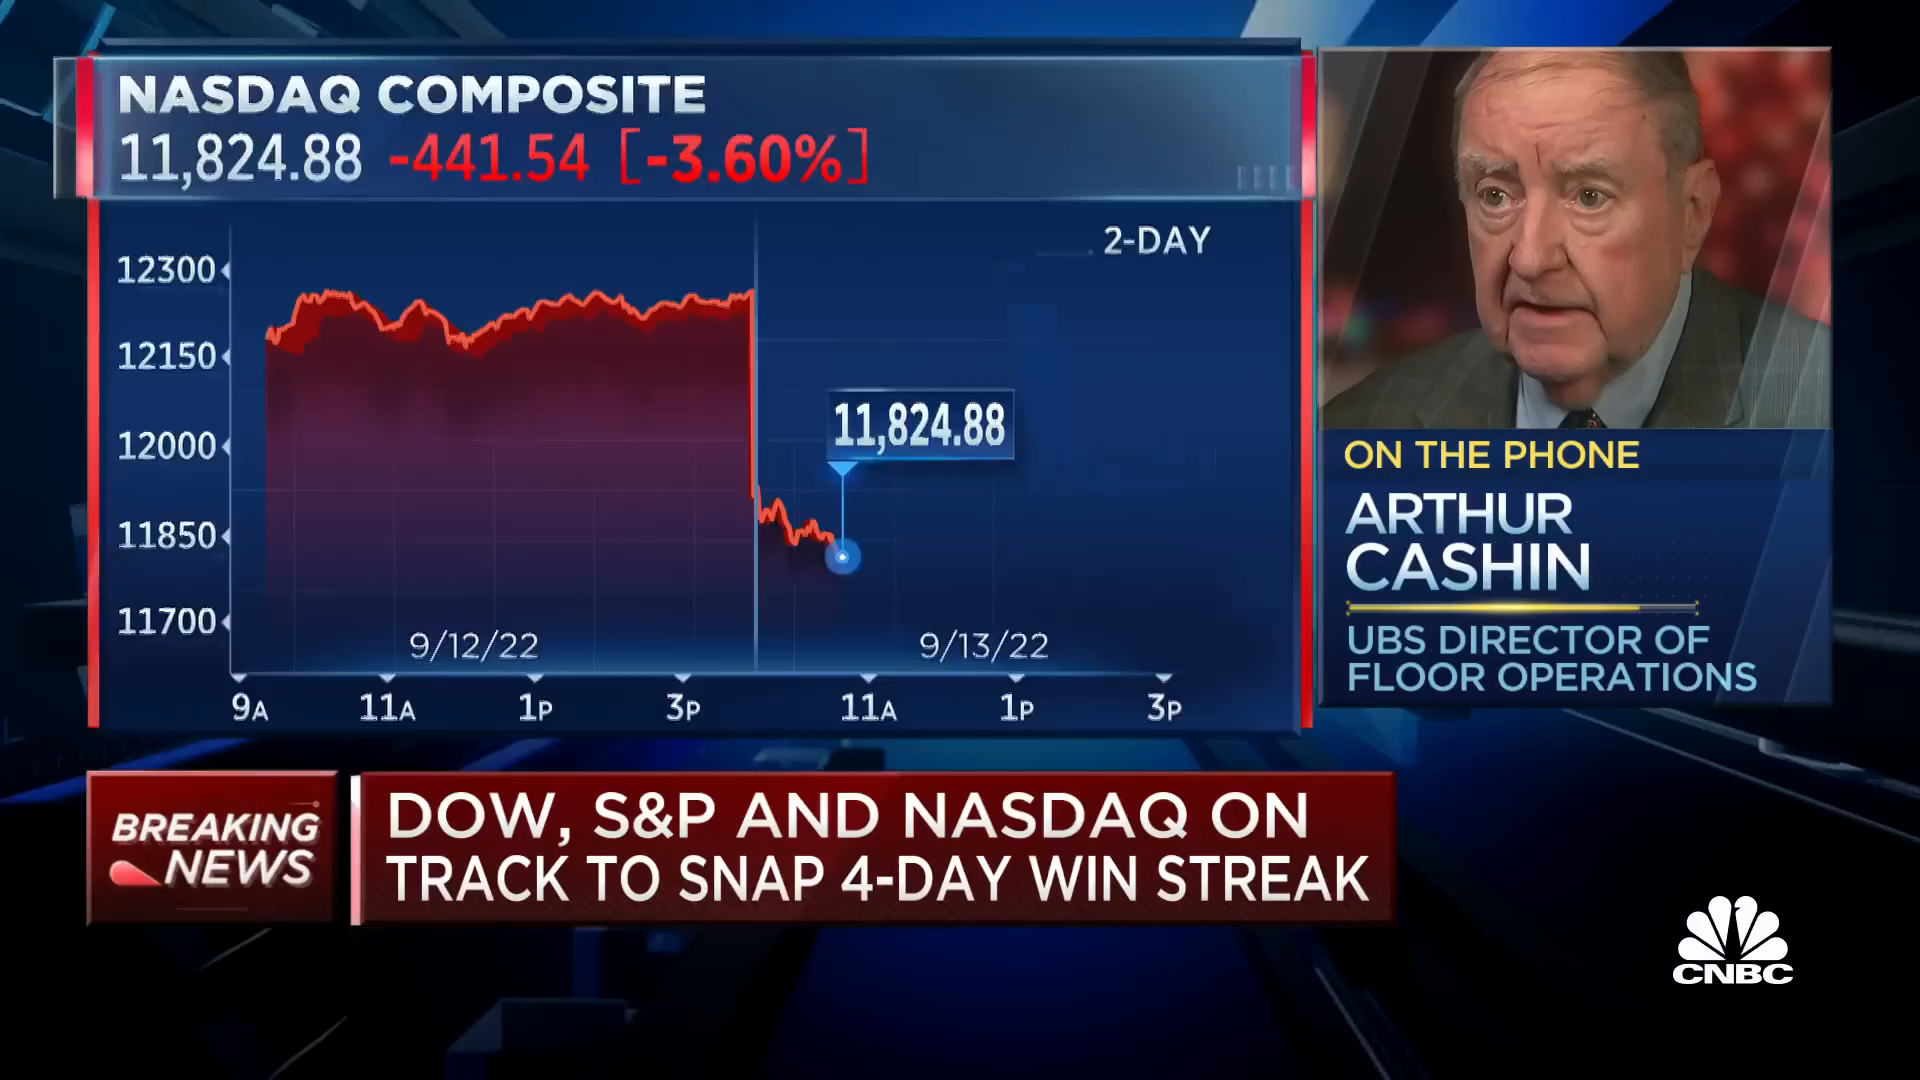 NASDAQ COMPOSITE
11,824.88 -441.54 [-3.60%]
2-DAY
12300
12150
12000
11850
11700
11,824.88
9/12/22 9/13/22
9A 11A 1P 3P 11A 1P 3P
ON THE PHONE
ARTHUR
CASHIN
UBS DIRECTOR OF
FLOOR OPERATIONS
BREAKING
NEWS
DOW, S&P AND NASDAQ ON
TRACK TO SNAP 4-DAY WIN STREAK
CNBC